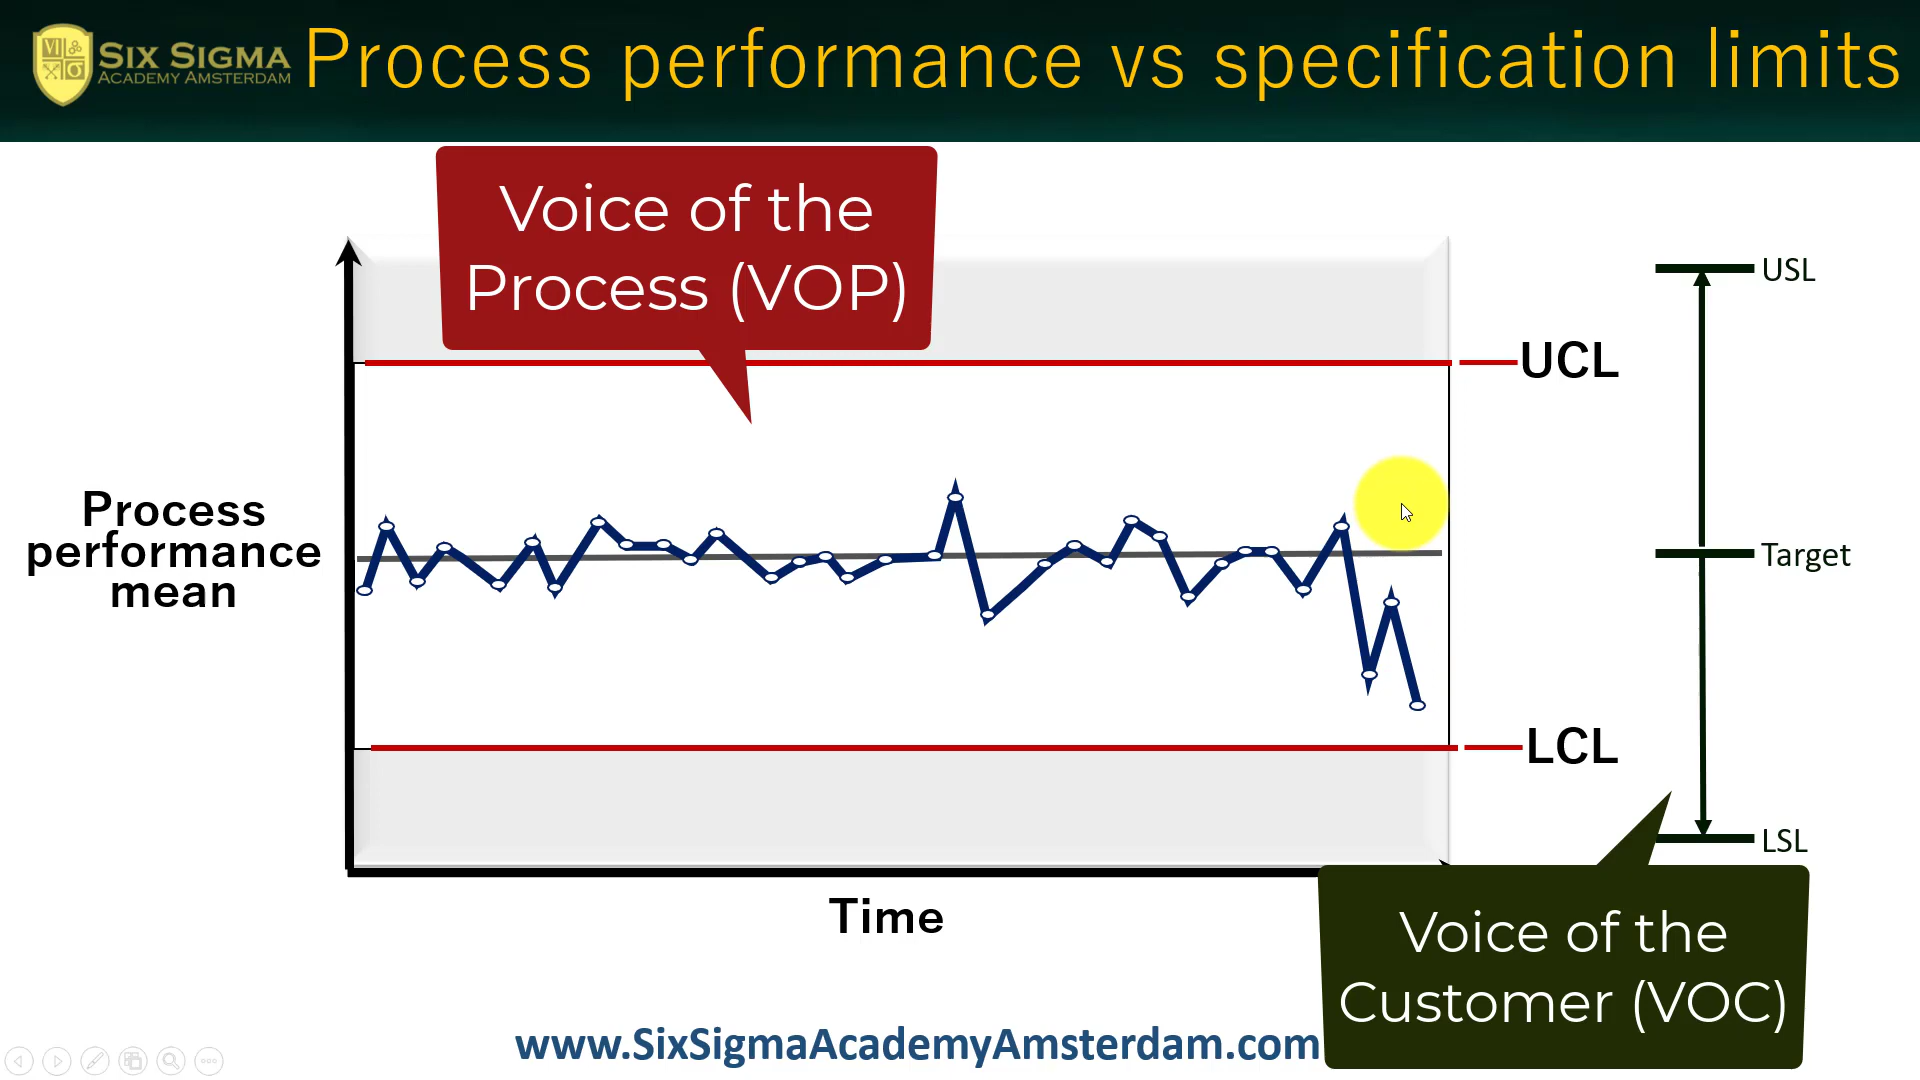 SIX SIGMA
ACADEMY AMSTERDAM
Process performance vs specification limits
Voice of the
Process (VOP)
USL
UCL
Process
performance
mean
Target
LCL
LSL
Time
Voice of the
Customer (VOC)
www.SixSigmaAcademyAmsterdam.com